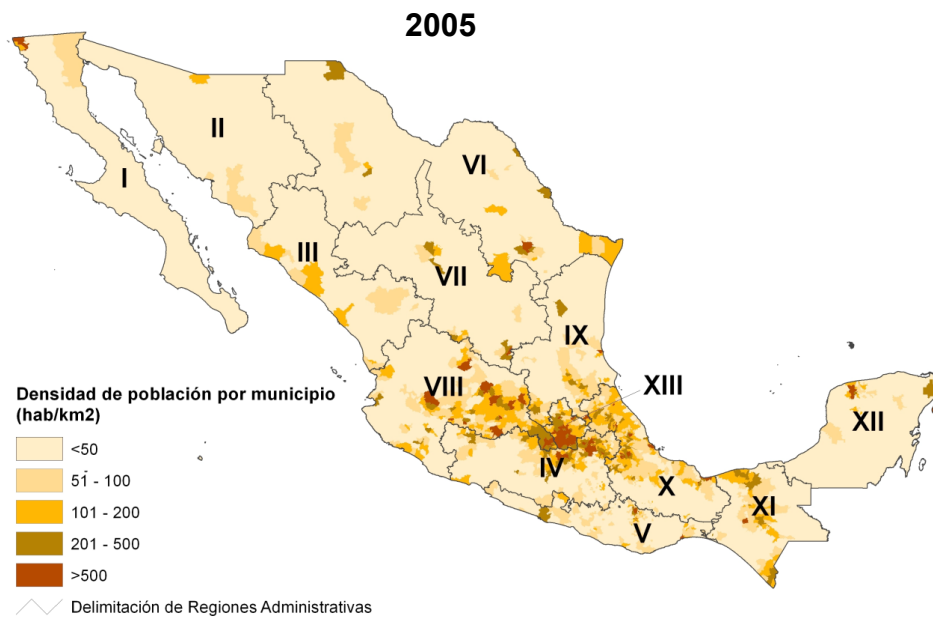 2005
II
I
VI
III
VII
IX
VIII
XIII
XII
IV
X
XI
V
Densidad de población por municipio
(hab/km2)
<50
51 - 100
101 - 200
201 - 500
>500
Delimitación de Regiones Administrativas